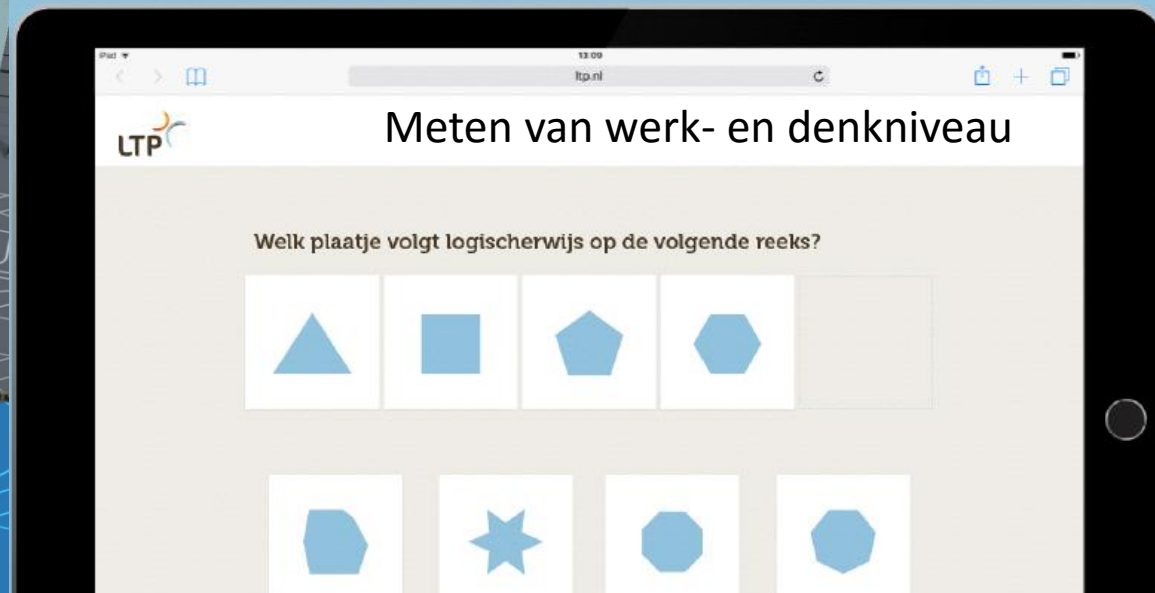 iPad
13:09
ltp.nl
LTP
Meten van werk- en denkniveau
Welk plaatje volgt logischerwijs op de volgende reeks?